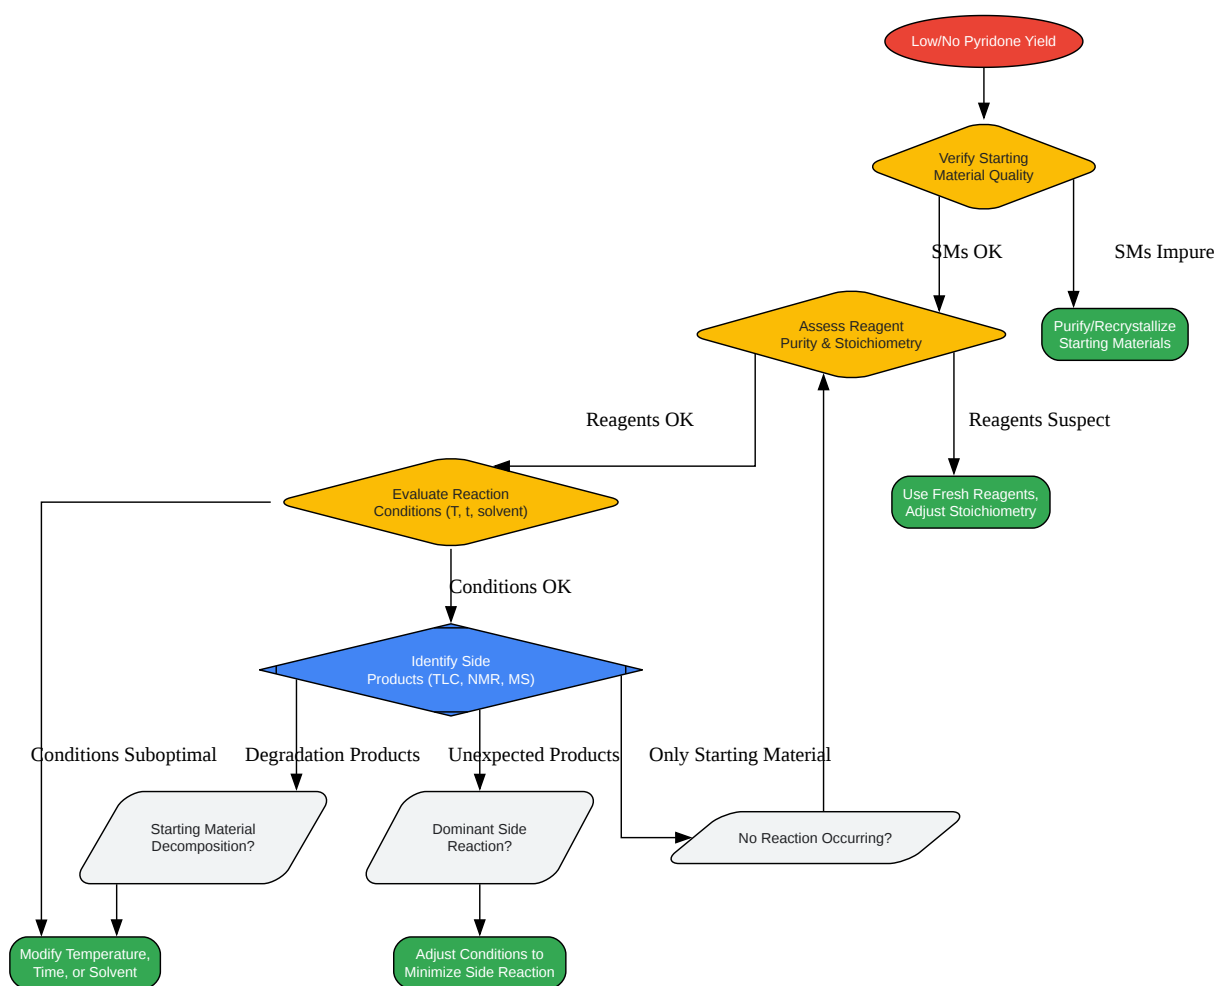 Low/No Pyridone Yield
Verify Starting
Material Quality
SMs OK
SMs Impure
Assess Reagent
Purity & Stoichiometry
Purify/Recrystallize
Starting Materials
Reagents OK
Reagents Suspect
Evaluate Reaction
Conditions (T, t, solvent)
Use Fresh Reagents,
Adjust Stoichiometry
Conditions OK
Identify Side
Products (TLC, NMR, MS)
Conditions Suboptimal
Degradation Products
Unexpected Products
Only Starting Material
Starting Material
Decomposition?
Dominant Side
Reaction?
No Reaction Occurring?
Modify Temperature,
Time, or Solvent
Adjust Conditions to
Minimize Side Reaction